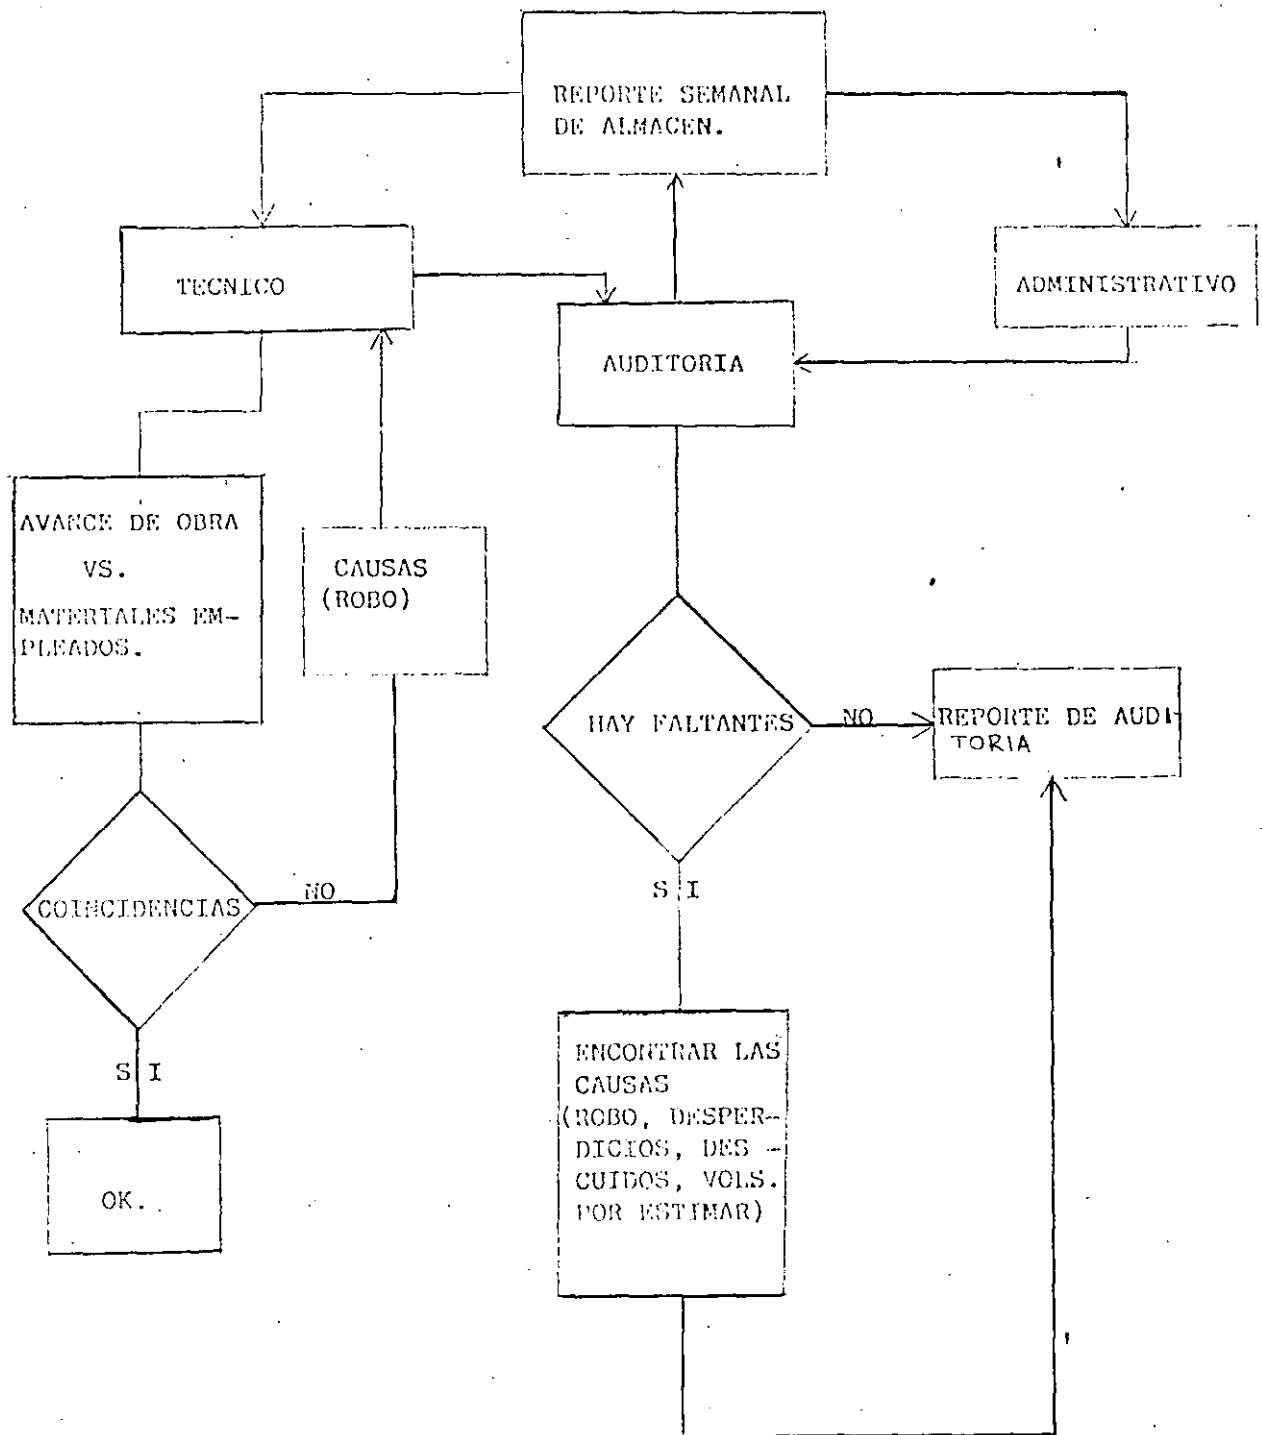 REPORTE SEMANAL
DE ALMACEN.
TECNICO
ADMINISTRATIVO
AUDITORIA
AVANCE DE OBRA
VS.
MATERIALES EM-
PLEADOS.
CAUSAS
(ROBO)
HAY FALTANTES
NO
REPORTE DE AUDI-
TORIA
COINCIDENCIAS
NO
SI
SI
OK.
ENCONTRAR LAS
CAUSAS
(ROBO, DESPER-
DICIOS, DES-
CUIDOS, VOLS.
POR ESTIMAR)